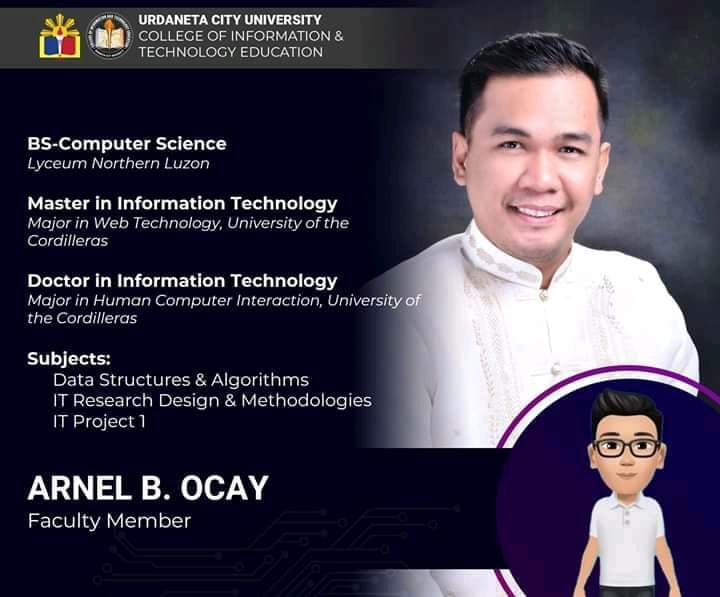 URDANETA CITY UNIVERSITY
COLLEGE OF INFORMATION &
TECHNOLOGY EDUCATION
BS-Computer Science
Lyceum Northern Luzon
Master in Information Technology
Major in Web Technology, University of the
Cordilleras
Doctor in Information Technology
Major in Human Computer Interaction, University of
the Cordilleras
Subjects:
Data Structures & Algorithms
IT Research Design & Methodologies
IT Project 1
ARNEL B. OCAY
Faculty Member